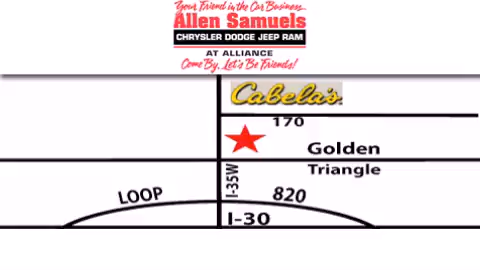 Your Friend in the Car Business...
Allen Samuels
CHRYSLER DODGE JEEP RAM
AT ALLIANCE
Come By, Let's Be Friends!
Cabela's
170
Golden
Triangle
I-35W
LOOP
820
I-30